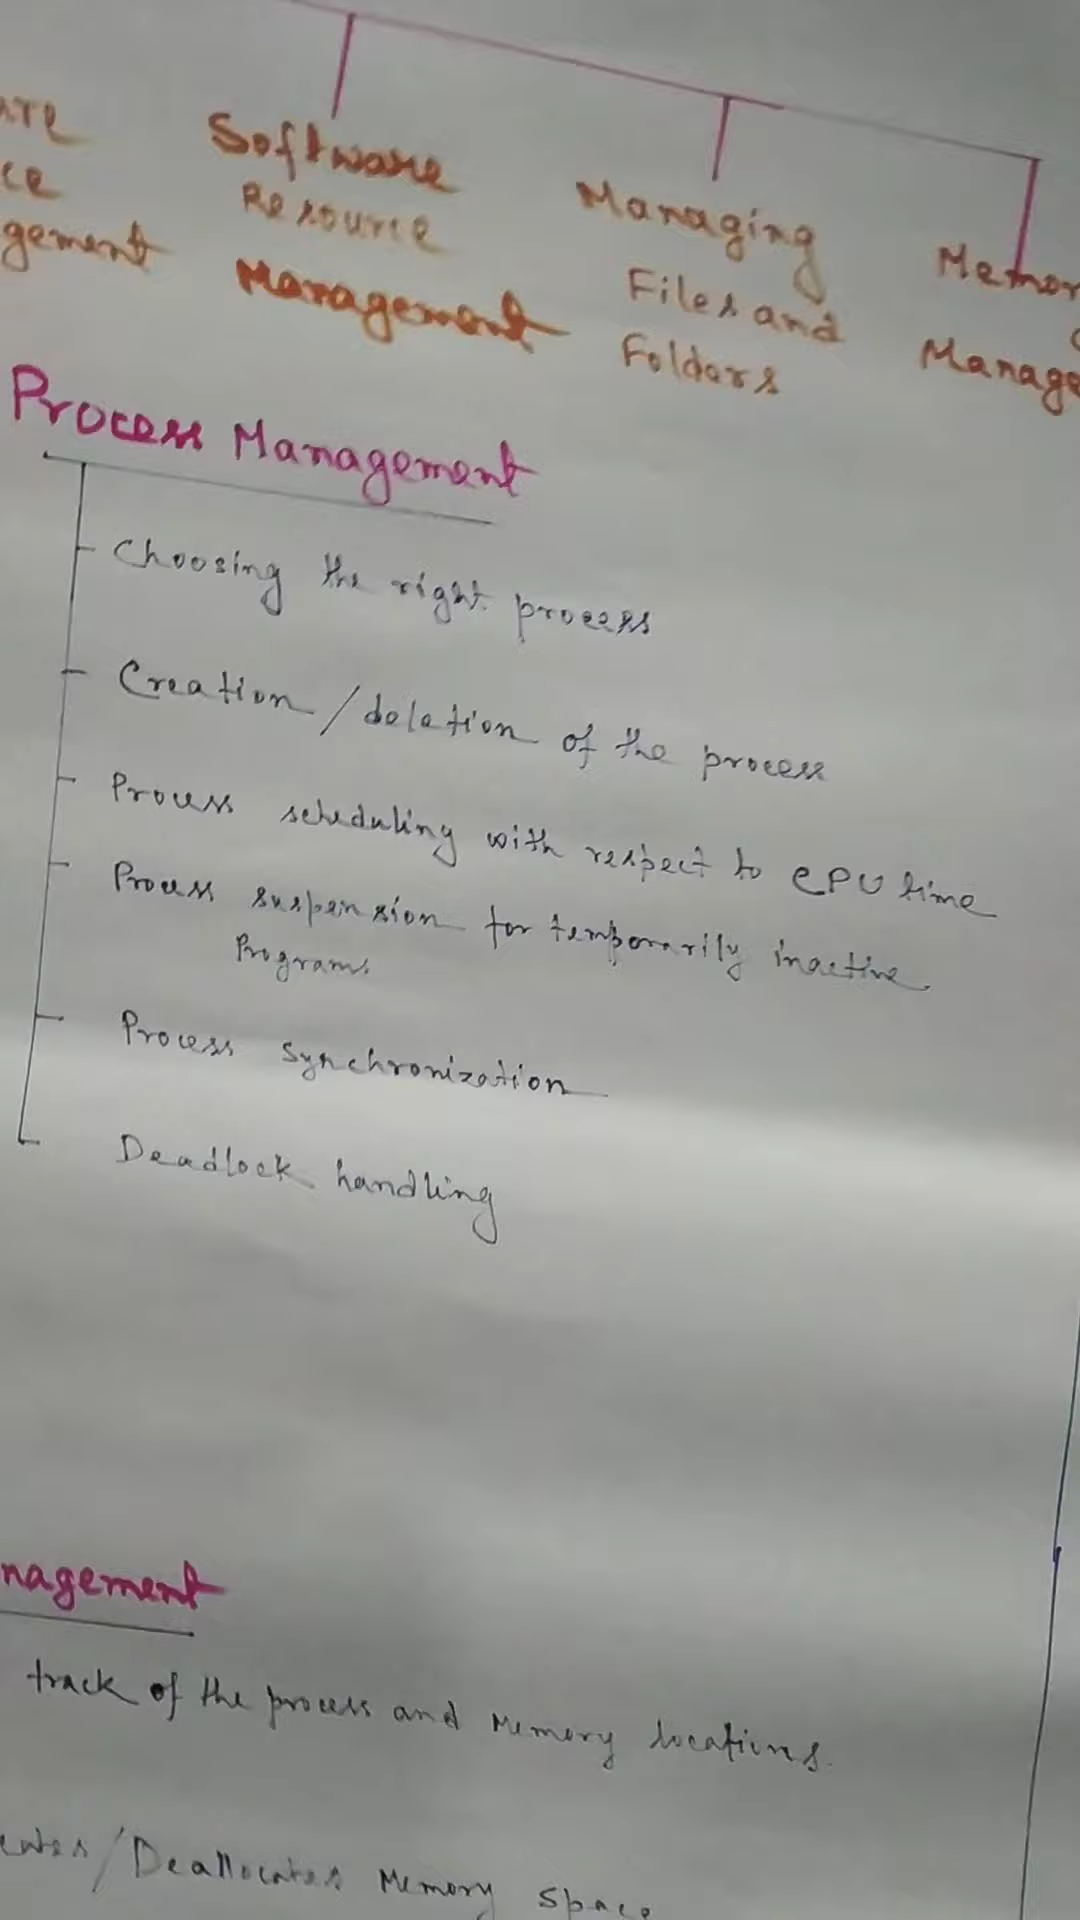 Software
Resource
Management
Managing
Files and
Folders
Process Management
Choosing the right process
Creation/deletion of the process
Process scheduling with respect to CPU time
Process suspension for temporarily inactive
Programs
Process synchronization
Deadlock handling
nagement
track of the process and Memory locations.
/Deallocates Memory space